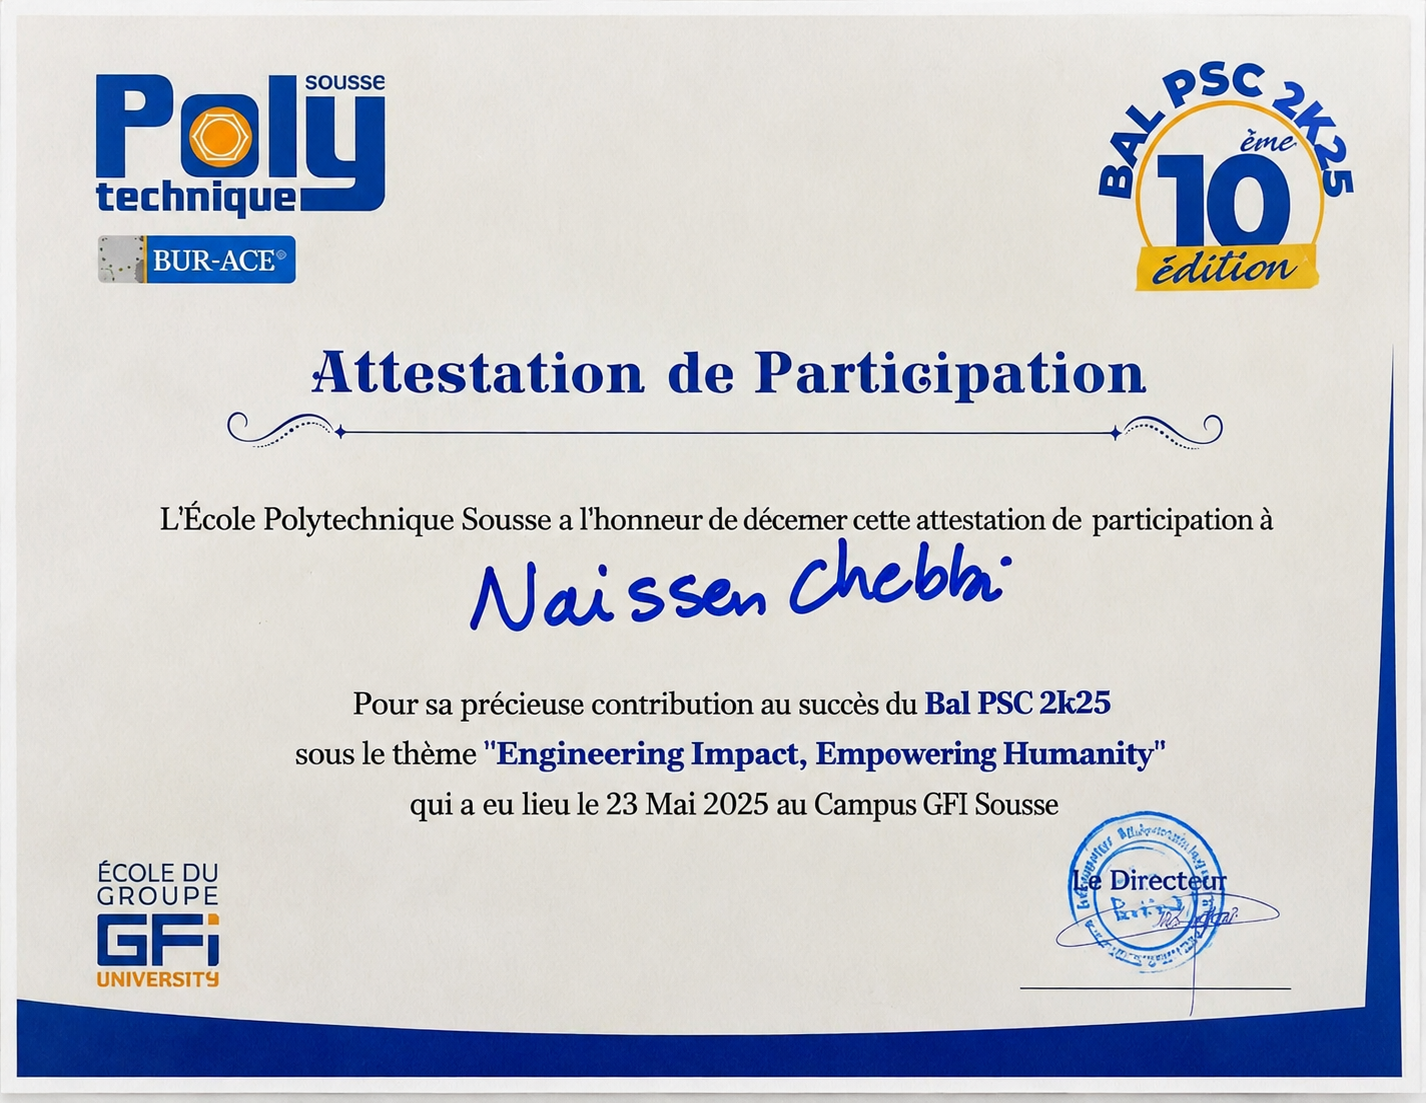 Poly sousse
technique
BUR-ACE
BAL PSC 2K25
10 ème
édition
Attestation de Participation
L'École Polytechnique Sousse a l'honneur de décerner cette attestation de participation à
Naissen Chebbi
Pour sa précieuse contribution au succès du Bal PSC 2k25
sous le thème "Engineering Impact, Empowering Humanity"
qui a eu lieu le 23 Mai 2025 au Campus GFI Sousse
Le Directeur
ÉCOLE DU
GROUPE
GFi
UNIVERSITY